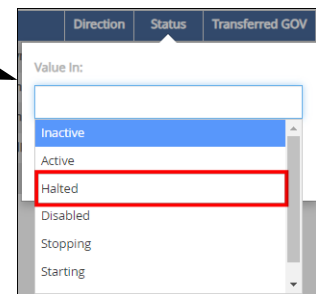 Direction Status Transferred GOV
Value In:
Inactive
Active
Halted
Disabled
Stopping
Starting